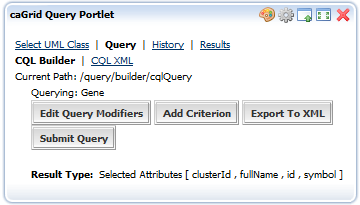 caGrid Query Portlet
Select UML Class | Query | History | Results
CQL Builder | CQL XML
Current Path: /query/builder/cqlQuery
Querying: Gene
Edit Query Modifiers Add Criterion Export To XML
Submit Query
Result Type: Selected Attributes [ clusterId , fullName , id , symbol ]